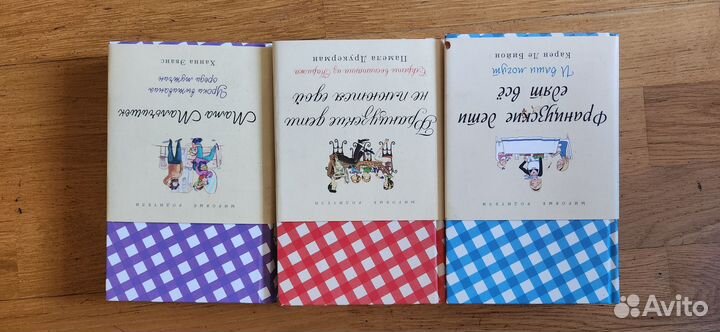 МИРОВЫЕ РОДИТЕЛИ
Французские дети
едят всё
И ваши могут
Карен Ле Бийон
МИРОВЫЕ РОДИТЕЛИ
Французские дети
не плюются едой
Секреты воспитания из Парижа
Памела Друкерман
МИРОВЫЕ РОДИТЕЛИ
Мама Мальчишек
Уроки выживания
среди мужчин
Ханна Эванс
Avito